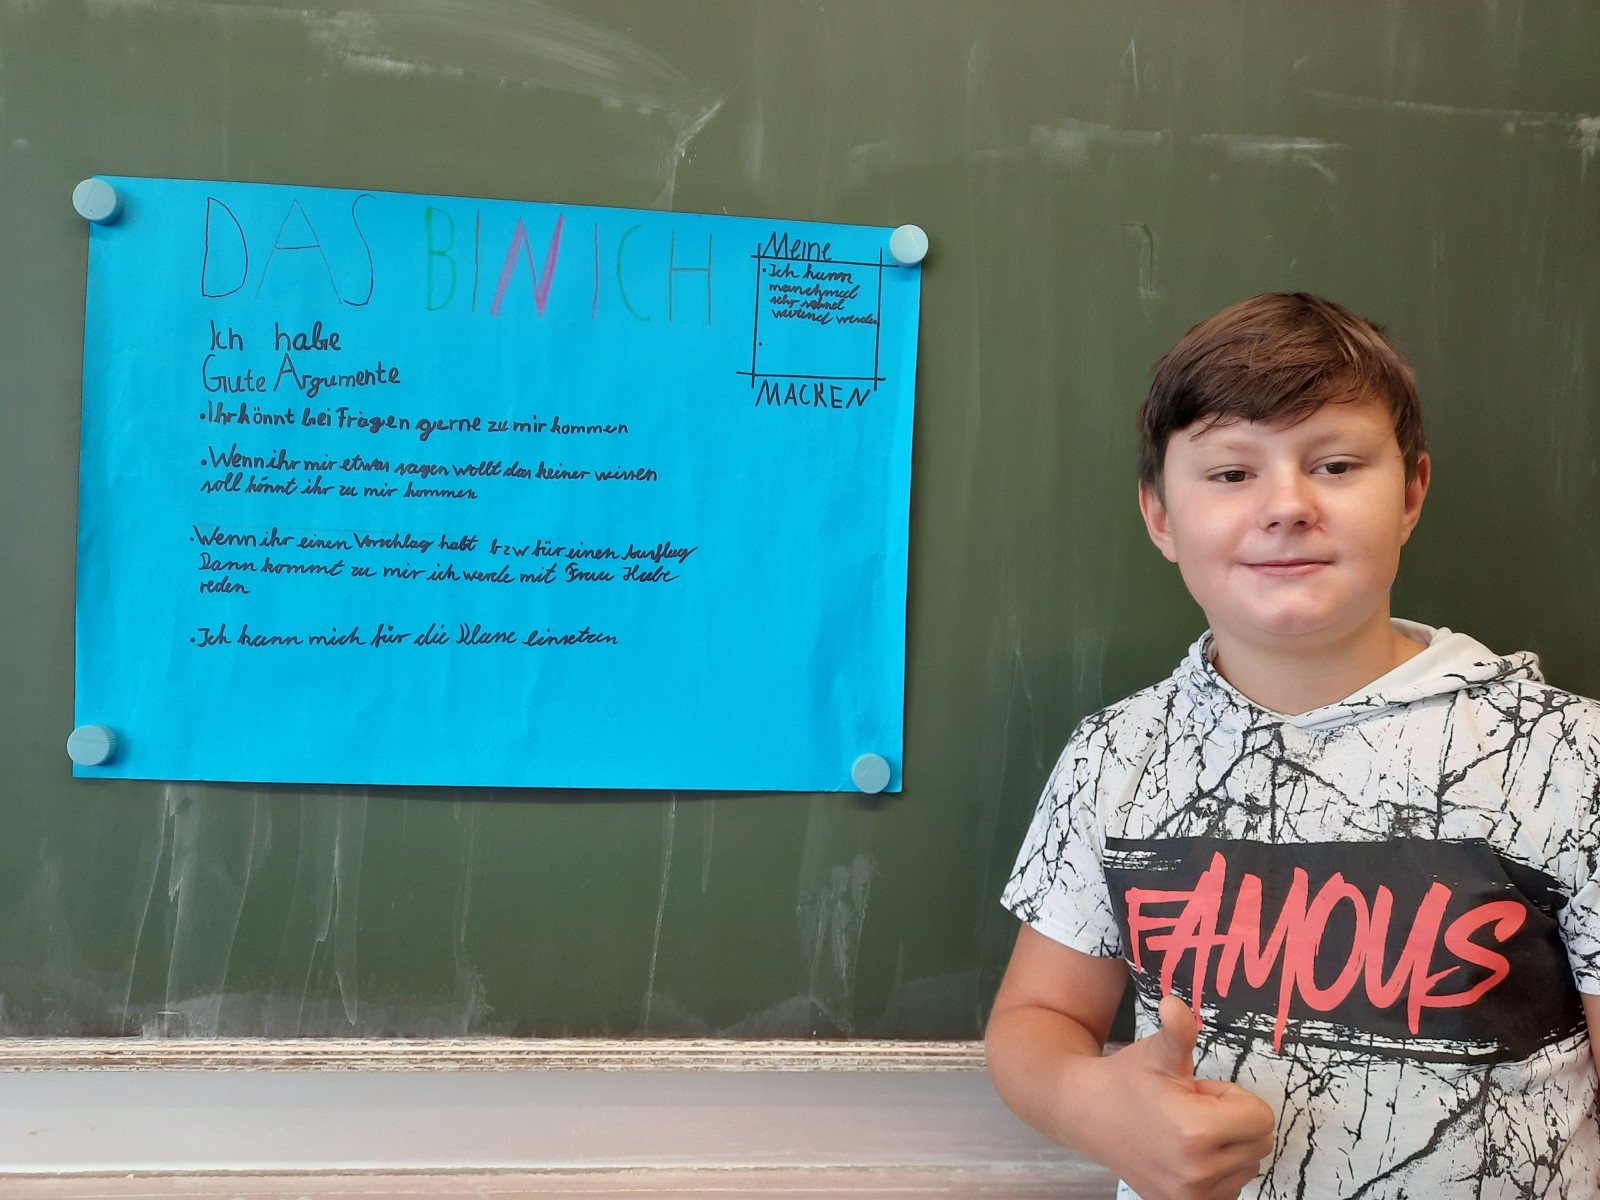 DAS BIN ICH
Ich habe
Gute Argumente
• Ihr könnt bei Fragen gerne zu mir kommen
• Wenn ihr mir etwas sagen wollt das keiner wissen
soll könnt ihr zu mir kommen
• Wenn ihr einen Vorschlag habt bzw für einen Ausflug
Dann kommt zu mir ich werde mit Frau
reden
• Ich kann mich für die Klasse einsetzen
Meine
• Ich kann
manchmal
sehr
wütend werden
•
MACKEN
FAMOUS